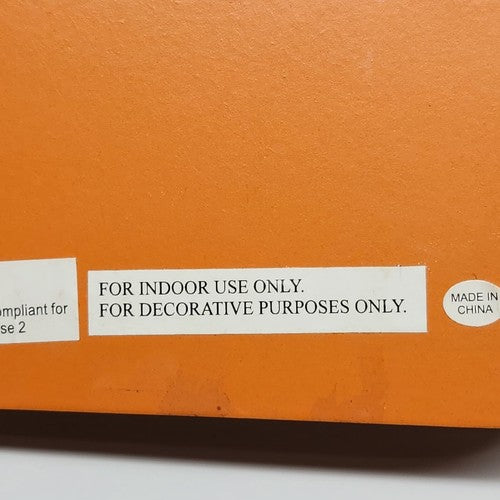 ompliant for
se 2
FOR INDOOR USE ONLY.
FOR DECORATIVE PURPOSES ONLY.
MADE IN
CHINA